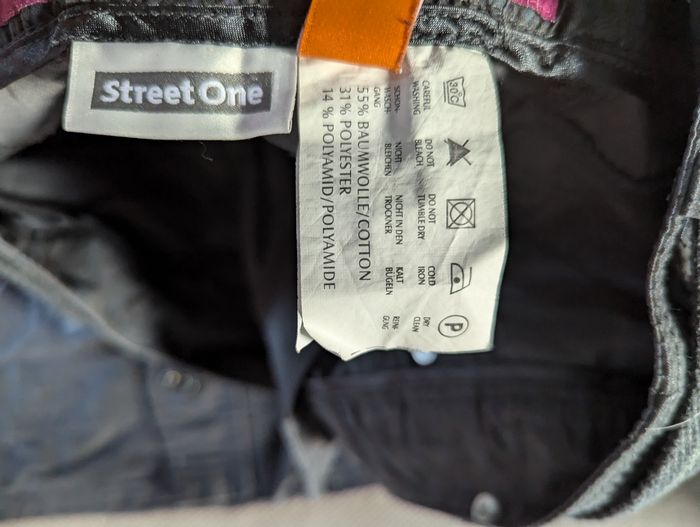 Street One
30°C
CAREFUL
WASHING
SCHON-
WASCH-
GANG
DO NOT
BLEACH
NICHT
BLEICHEN
DO NOT
TUMBLE DRY
NICHT IN DEN
TROCKNER
COLD
IRON
KALT
BÜGELN
P
DRY
CLEAN
REINI-
GUNG
55% BAUMWOLLE/COTTON
31% POLYESTER
14 % POLYAMID/POLYAMIDE